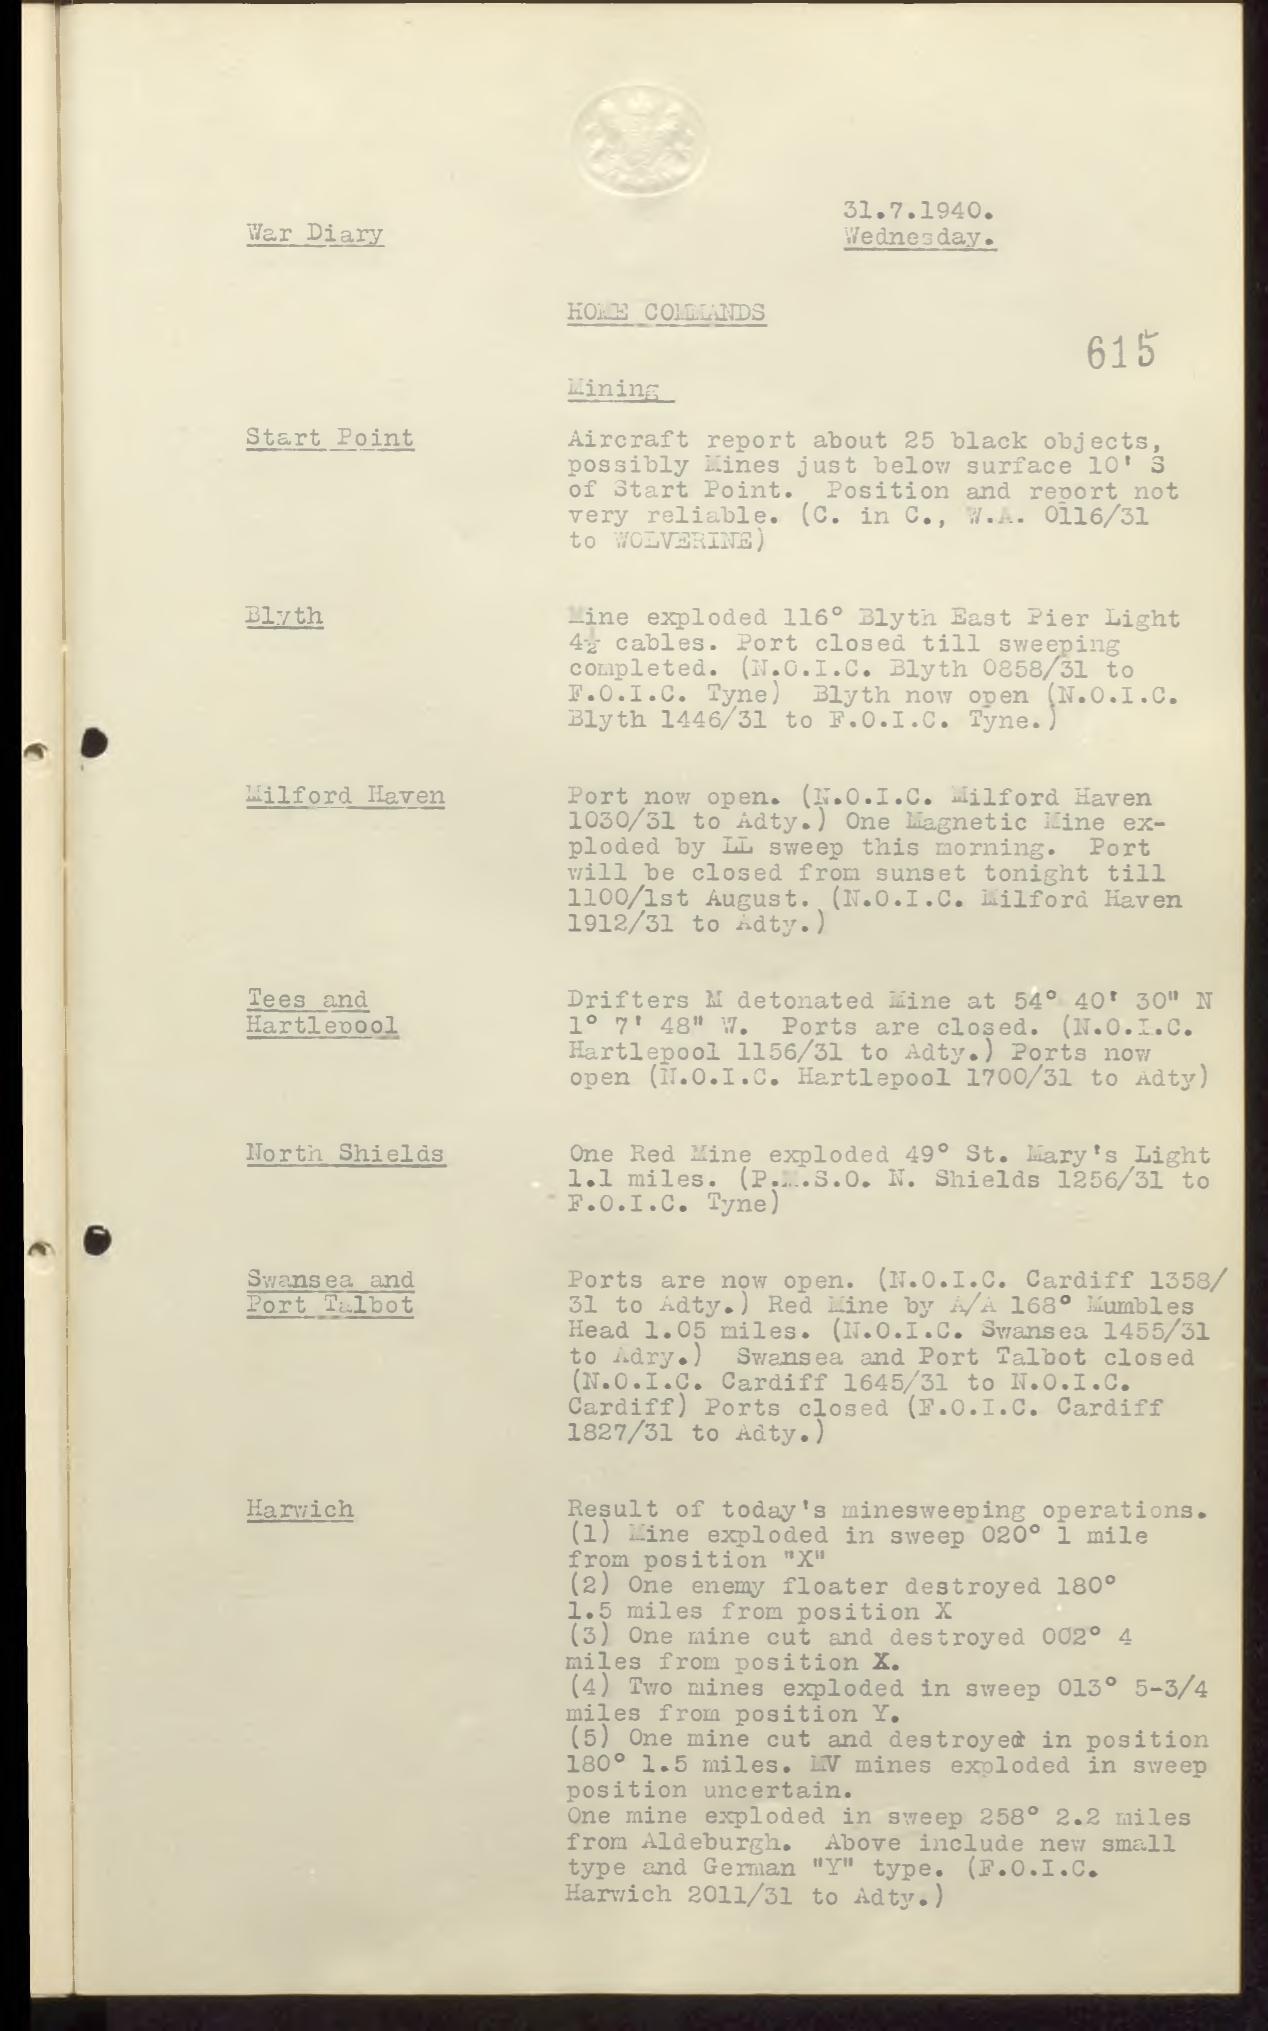 31.7.1940.
War Diary
Wednesday.
HOME COMMANDS
615
Mining
Start Point
Aircraft report about 25 black objects,
possibly Mines just below surface 10' S
of Start Point. Position and report not
very reliable. (C. in C., W.A. 0116/31
to WOLVERINE)
Blyth
Mine exploded 116° Blyth East Pier Light
4½ cables. Port closed till sweeping
completed. (N.O.I.C. Blyth 0858/31 to
F.O.I.C. Tyne) Blyth now open (N.O.I.C.
Blyth 1446/31 to F.O.I.C. Tyne.)
Milford Haven
Port now open. (N.O.I.C. Milford Haven
1030/31 to Adty.) One Magnetic Mine ex-
ploded by LL sweep this morning. Port
will be closed from sunset tonight till
1100/1st August. (N.O.I.C. Milford Haven
1912/31 to Adty.)
Tees and
Hartlepool
Drifters M detonated Mine at 54° 40' 30" N
1° 7' 48" W. Ports are closed. (N.O.I.C.
Hartlepool 1156/31 to Adty.) Ports now
open (N.O.I.C. Hartlepool 1700/31 to Adty)
North Shields
One Red Mine exploded 49° St. Mary's Light
1.1 miles. (P.M.S.O. N. Shields 1256/31 to
F.O.I.C. Tyne)
Swansea and
Port Talbot
Ports are now open. (N.O.I.C. Cardiff 1358/
31 to Adty.) Red Mine by A/A 168° Mumbles
Head 1.05 miles. (N.O.I.C. Swansea 1455/31
to Adry.) Swansea and Port Talbot closed
(N.O.I.C. Cardiff 1645/31 to N.O.I.C.
Cardiff) Ports closed (F.O.I.C. Cardiff
1827/31 to Adty.)
Harwich
Result of today's minesweeping operations.
(1) Mine exploded in sweep 020° 1 mile
from position "X"
(2) One enemy floater destroyed 180°
1.5 miles from position X
(3) One mine cut and destroyed 002° 4
miles from position X.
(4) Two mines exploded in sweep 013° 5-3/4
miles from position Y.
(5) One mine cut and destroyed in position
180° 1.5 miles. MV mines exploded in sweep
position uncertain.
One mine exploded in sweep 258° 2.2 miles
from Aldeburgh. Above include new small
type and German "Y" type. (F.O.I.C.
Harwich 2011/31 to Adty.)